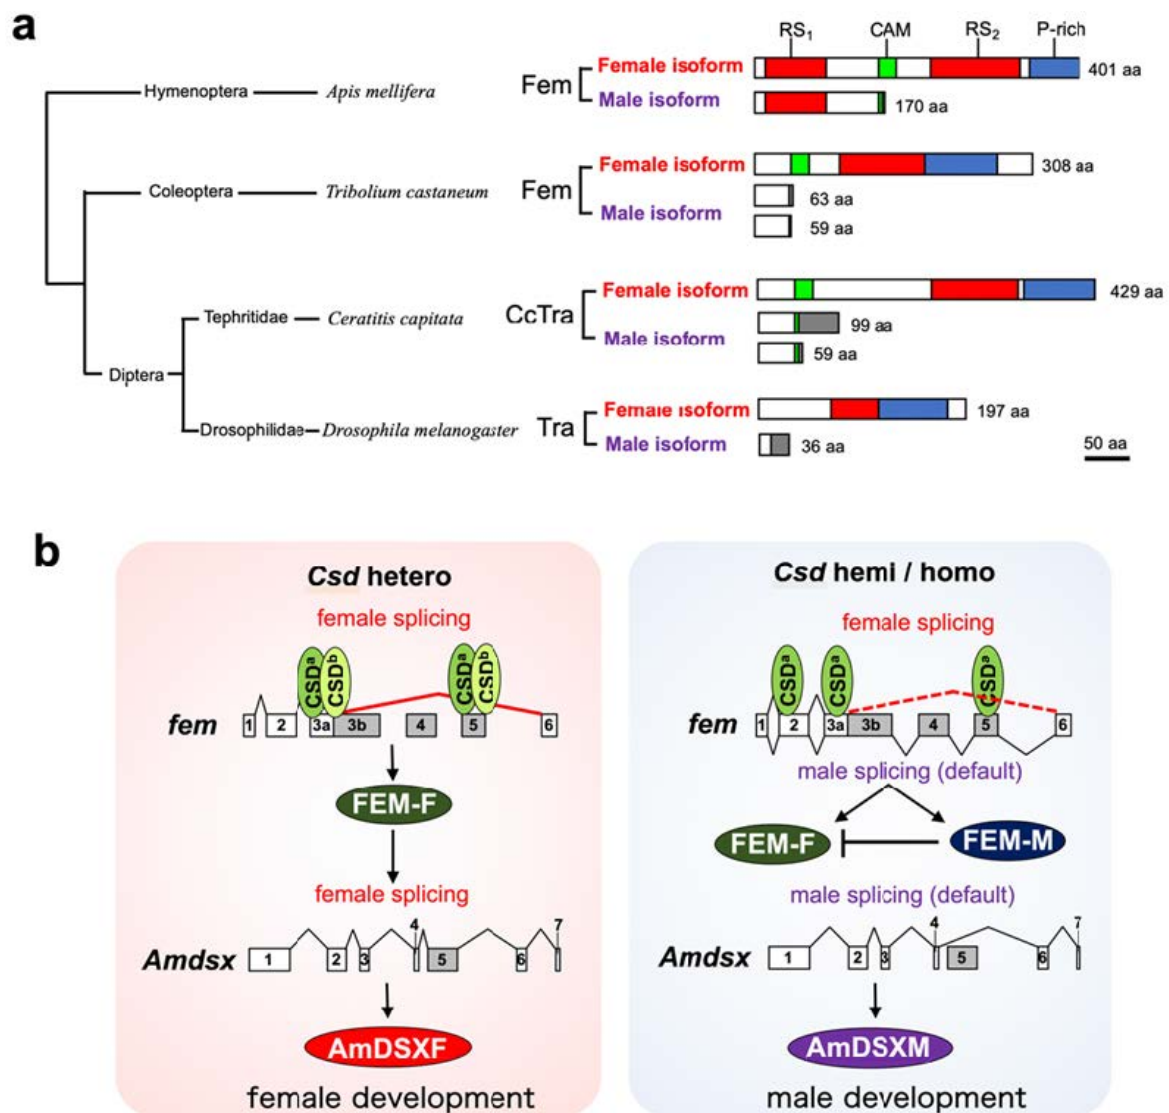 a
RS1 CAM RS2 P-rich
Hymenoptera Apis mellifera Fem Female isoform 401 aa
Male isoform 170 aa
Coleoptera Tribolium castaneum Fem Female isoform 308 aa
63 aa
Male isoform
59 aa
Tephritidae Ceratitis capitata CcTra Female isoform 429 aa
Male isoform 99 aa
59 aa
Diptera
Drosophilidae Drosophila melanogaster Tra Female isoform 197 aa
Male isoform 36 aa
50 aa
b
Csd hetero
female splicing
CSDa CSDb CSDa CSDb
fem 1 2 3a 3b 4 5 6
FEM-F
female splicing
Amdsx 1 2 3 4 5 6 7
AmDSXF
female development
Csd hemi / homo
female splicing
CSDa CSDa CSDa
fem 1 2 3a 3b 4 5 6
male splicing (default)
FEM-F FEM-M
male splicing (default)
Amdsx 1 2 3 4 5 6 7
AmDSXM
male development